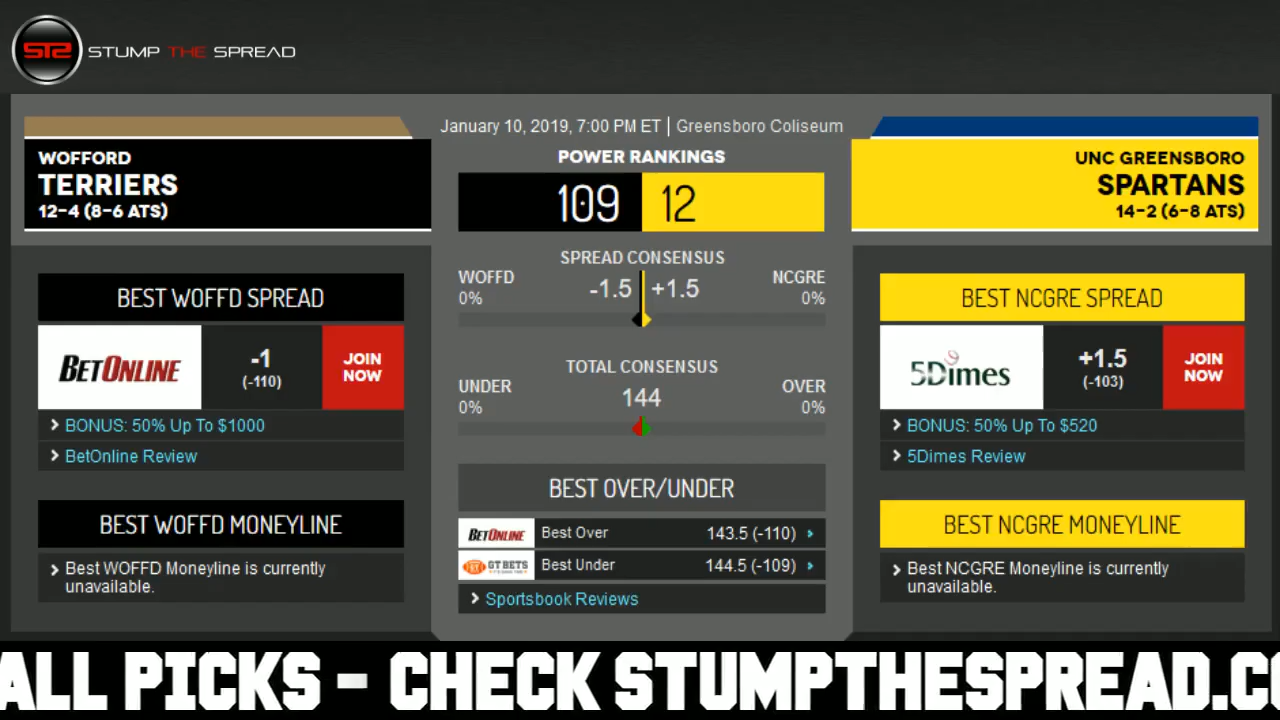 STS STUMP THE SPREAD
January 10, 2019, 7:00 PM ET | Greensboro Coliseum
WOFFORD
TERRIERS
12-4 (8-6 ATS)
POWER RANKINGS
109 12
UNC GREENSBORO
SPARTANS
14-2 (6-8 ATS)
SPREAD CONSENSUS
WOFFD
0%
-1.5 +1.5
NCGRE
0%
TOTAL CONSENSUS
UNDER
0%
144
OVER
0%
BEST WOFFD SPREAD
BETONLINE
-1
(-110)
JOIN
NOW
BONUS: 50% Up To $1000
BetOnline Review
BEST WOFFD MONEYLINE
Best WOFFD Moneyline is currently
unavailable.
BEST OVER/UNDER
BETONLINE Best Over 143.5 (-110)
GTBETS Best Under 144.5 (-109)
Sportsbook Reviews
BEST NCGRE SPREAD
5Dimes
+1.5
(-103)
JOIN
NOW
BONUS: 50% Up To $520
5Dimes Review
BEST NCGRE MONEYLINE
Best NCGRE Moneyline is currently
unavailable.
ALL PICKS - CHECK STUMPTHESPREAD.CO